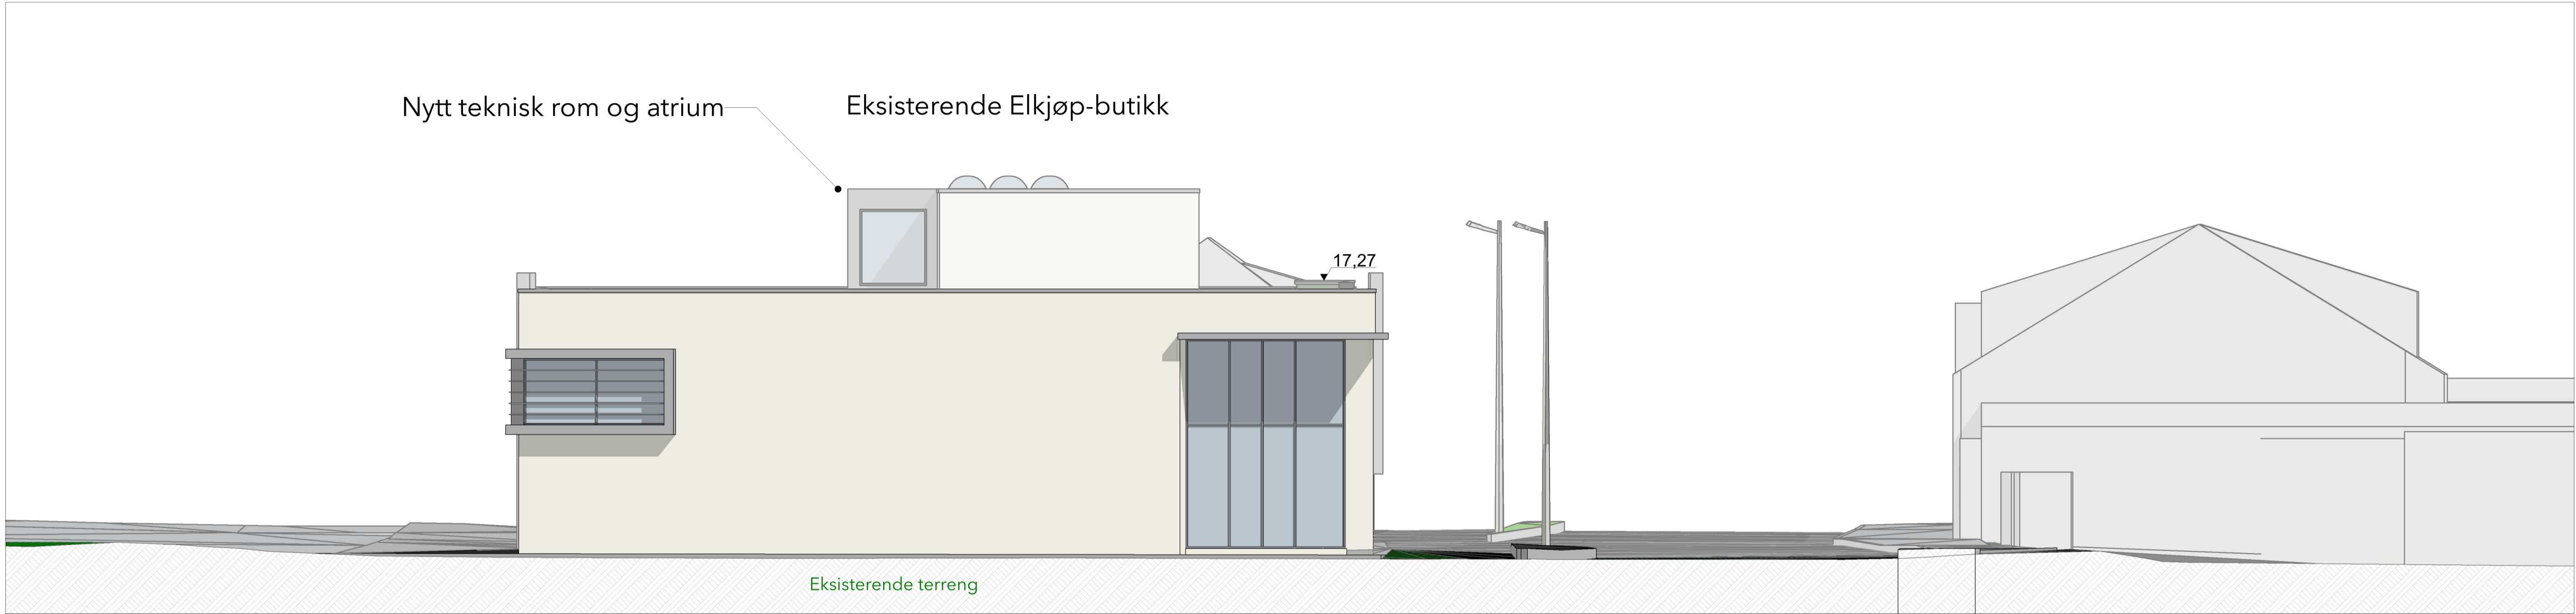 Nytt teknisk rom og atrium
Eksisterende Elkjøp-butikk
17,27
Eksisterende terreng